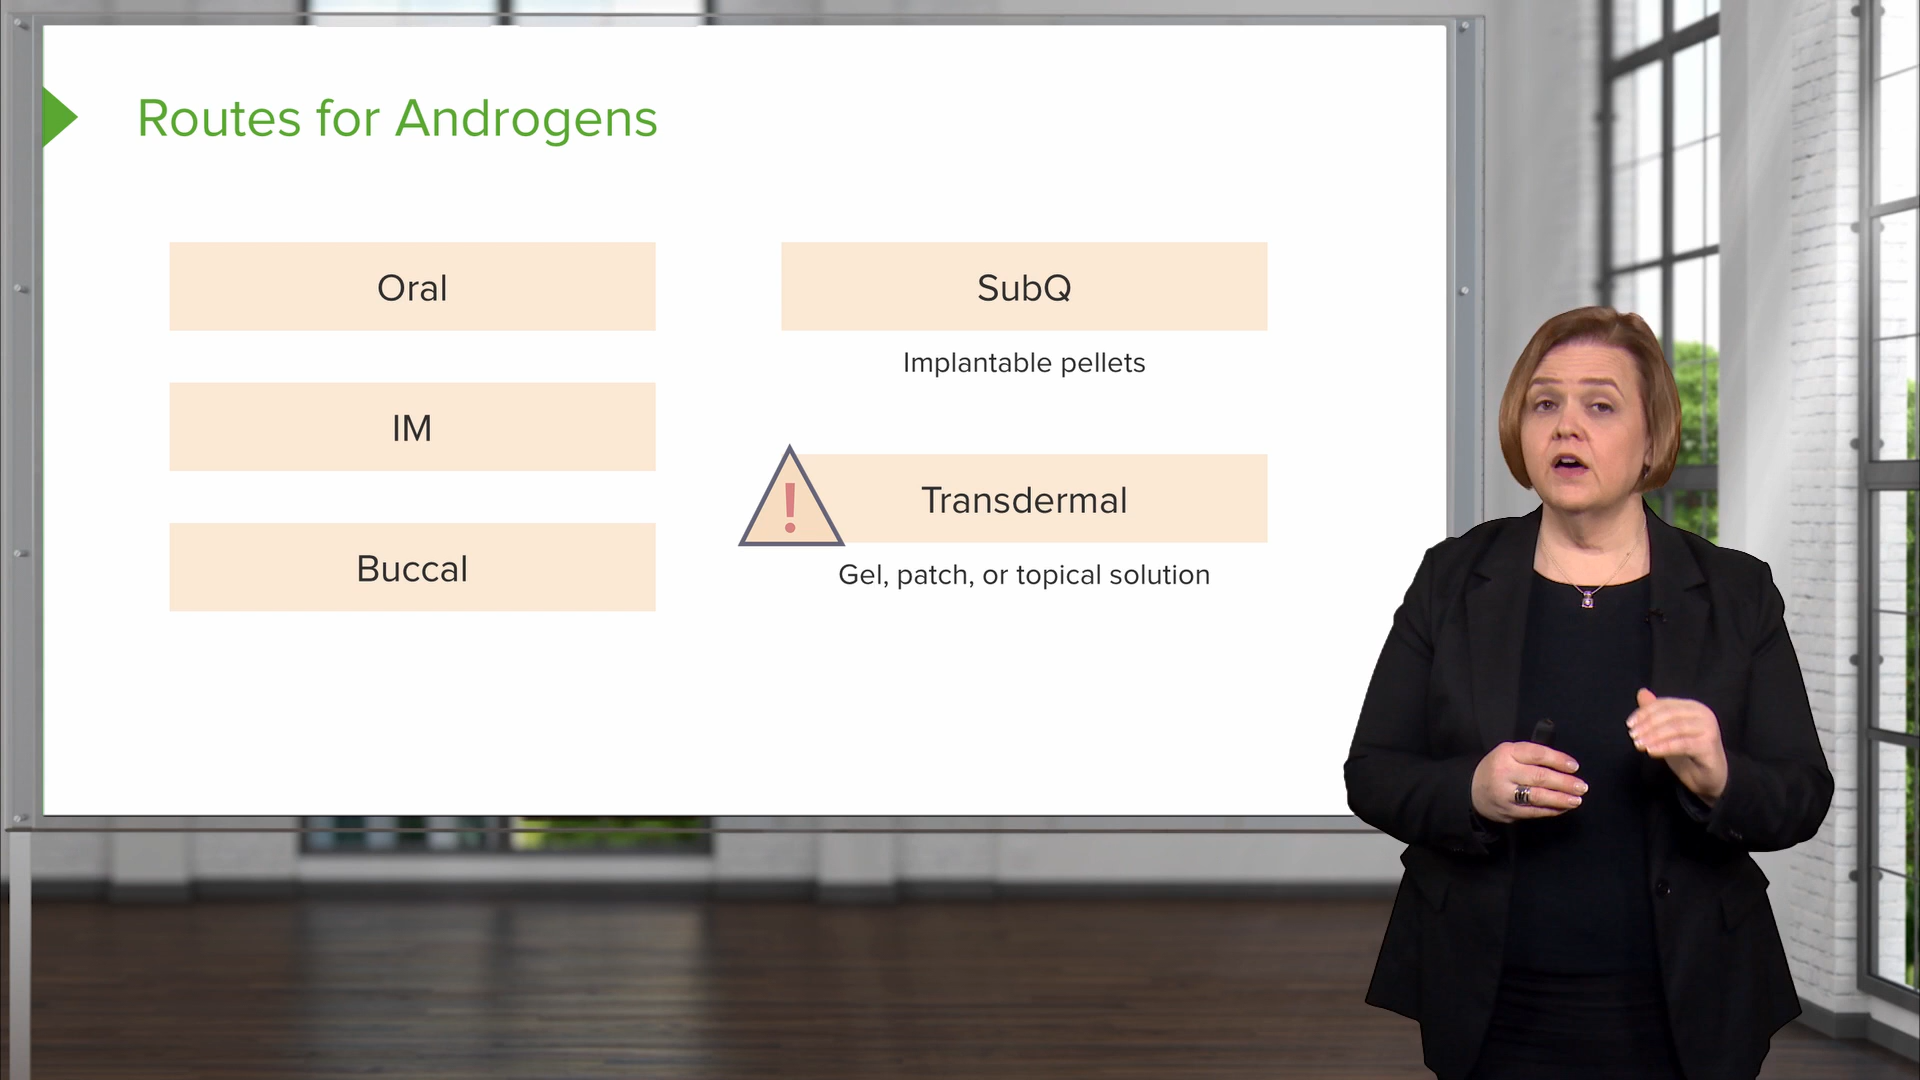 Routes for Androgens
Oral
IM
Buccal
SubQ
Implantable pellets
!
Transdermal
Gel, patch, or topical solution